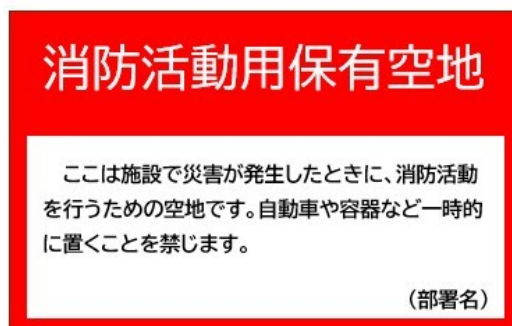 消防活動用保有空地
ここは施設で災害が発生したときに、消防活動
を行うための空地です。自動車や容器など一時的
に置くことを禁じます。
（部署名）